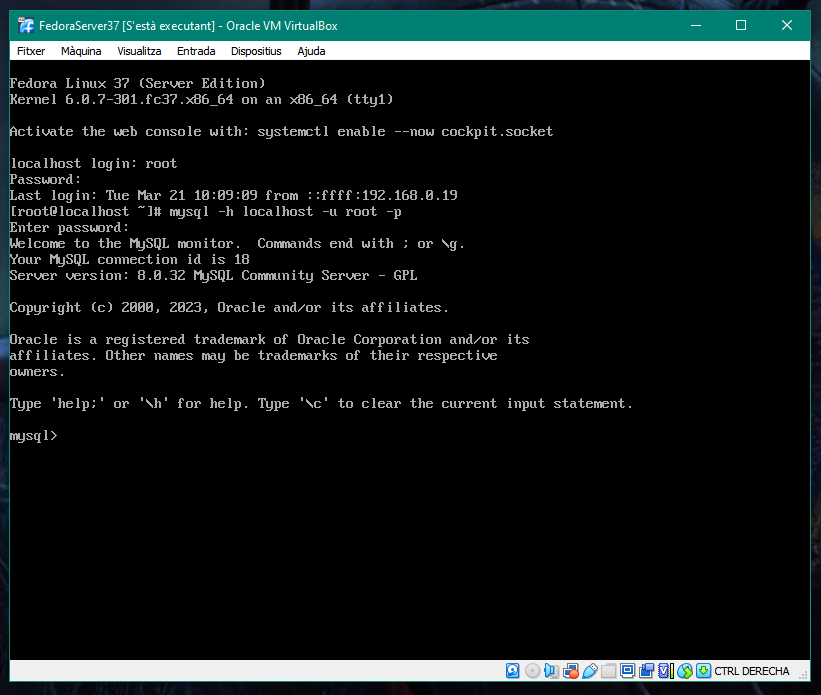 FedoraServer37 [S'està executant] - Oracle VM VirtualBox
Fitxer Màquina Visualitza Entrada Dispositius Ajuda
Fedora Linux 37 (Server Edition)
Kernel 6.0.7-301.fc37.x86_64 on an x86_64 (tty1)
Activate the web console with: systemctl enable --now cockpit.socket
localhost login: root
Password:
Last login: Tue Mar 21 10:09:09 from ::ffff:192.168.0.19
[root@localhost ~]# mysql -h localhost -u root -p
Enter password:
Welcome to the MySQL monitor.  Commands end with ; or \g.
Your MySQL connection id is 18
Server version: 8.0.32 MySQL Community Server - GPL
Copyright (c) 2000, 2023, Oracle and/or its affiliates.
Oracle is a registered trademark of Oracle Corporation and/or its
affiliates. Other names may be trademarks of their respective
owners.
Type 'help;' or '\h' for help. Type '\c' to clear the current input statement.
mysql>
CTRL DERECHA